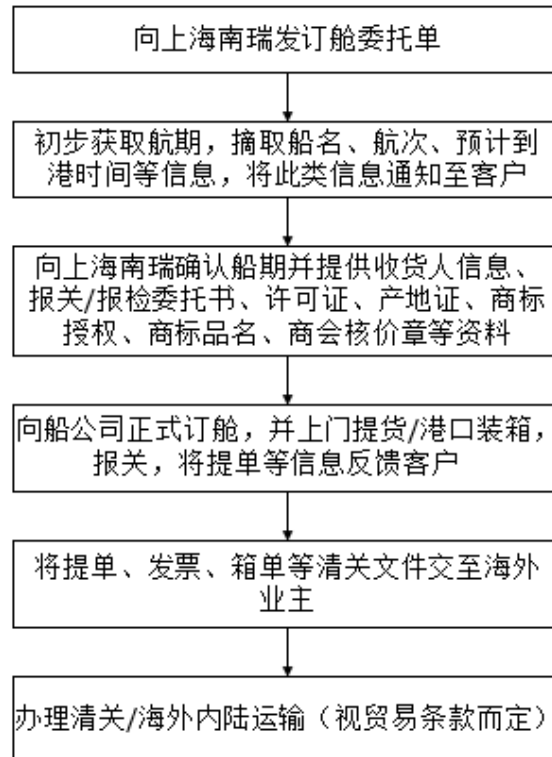 向上海南瑞发订舱委托单
初步获取航期，摘取船名、航次、预计到
港时间等信息，将此类信息通知至客户
向上海南瑞确认船期并提供收货人信息、
报关/报检委托书、许可证、产地证、商标
授权、商标品名、商会核价章等资料
向船公司正式订舱，并上门提货/港口装箱，
报关，将提单等信息反馈客户
将提单、发票、箱单等清关文件交至海外
业主
办理清关/海外内陆运输（视贸易条款而定）